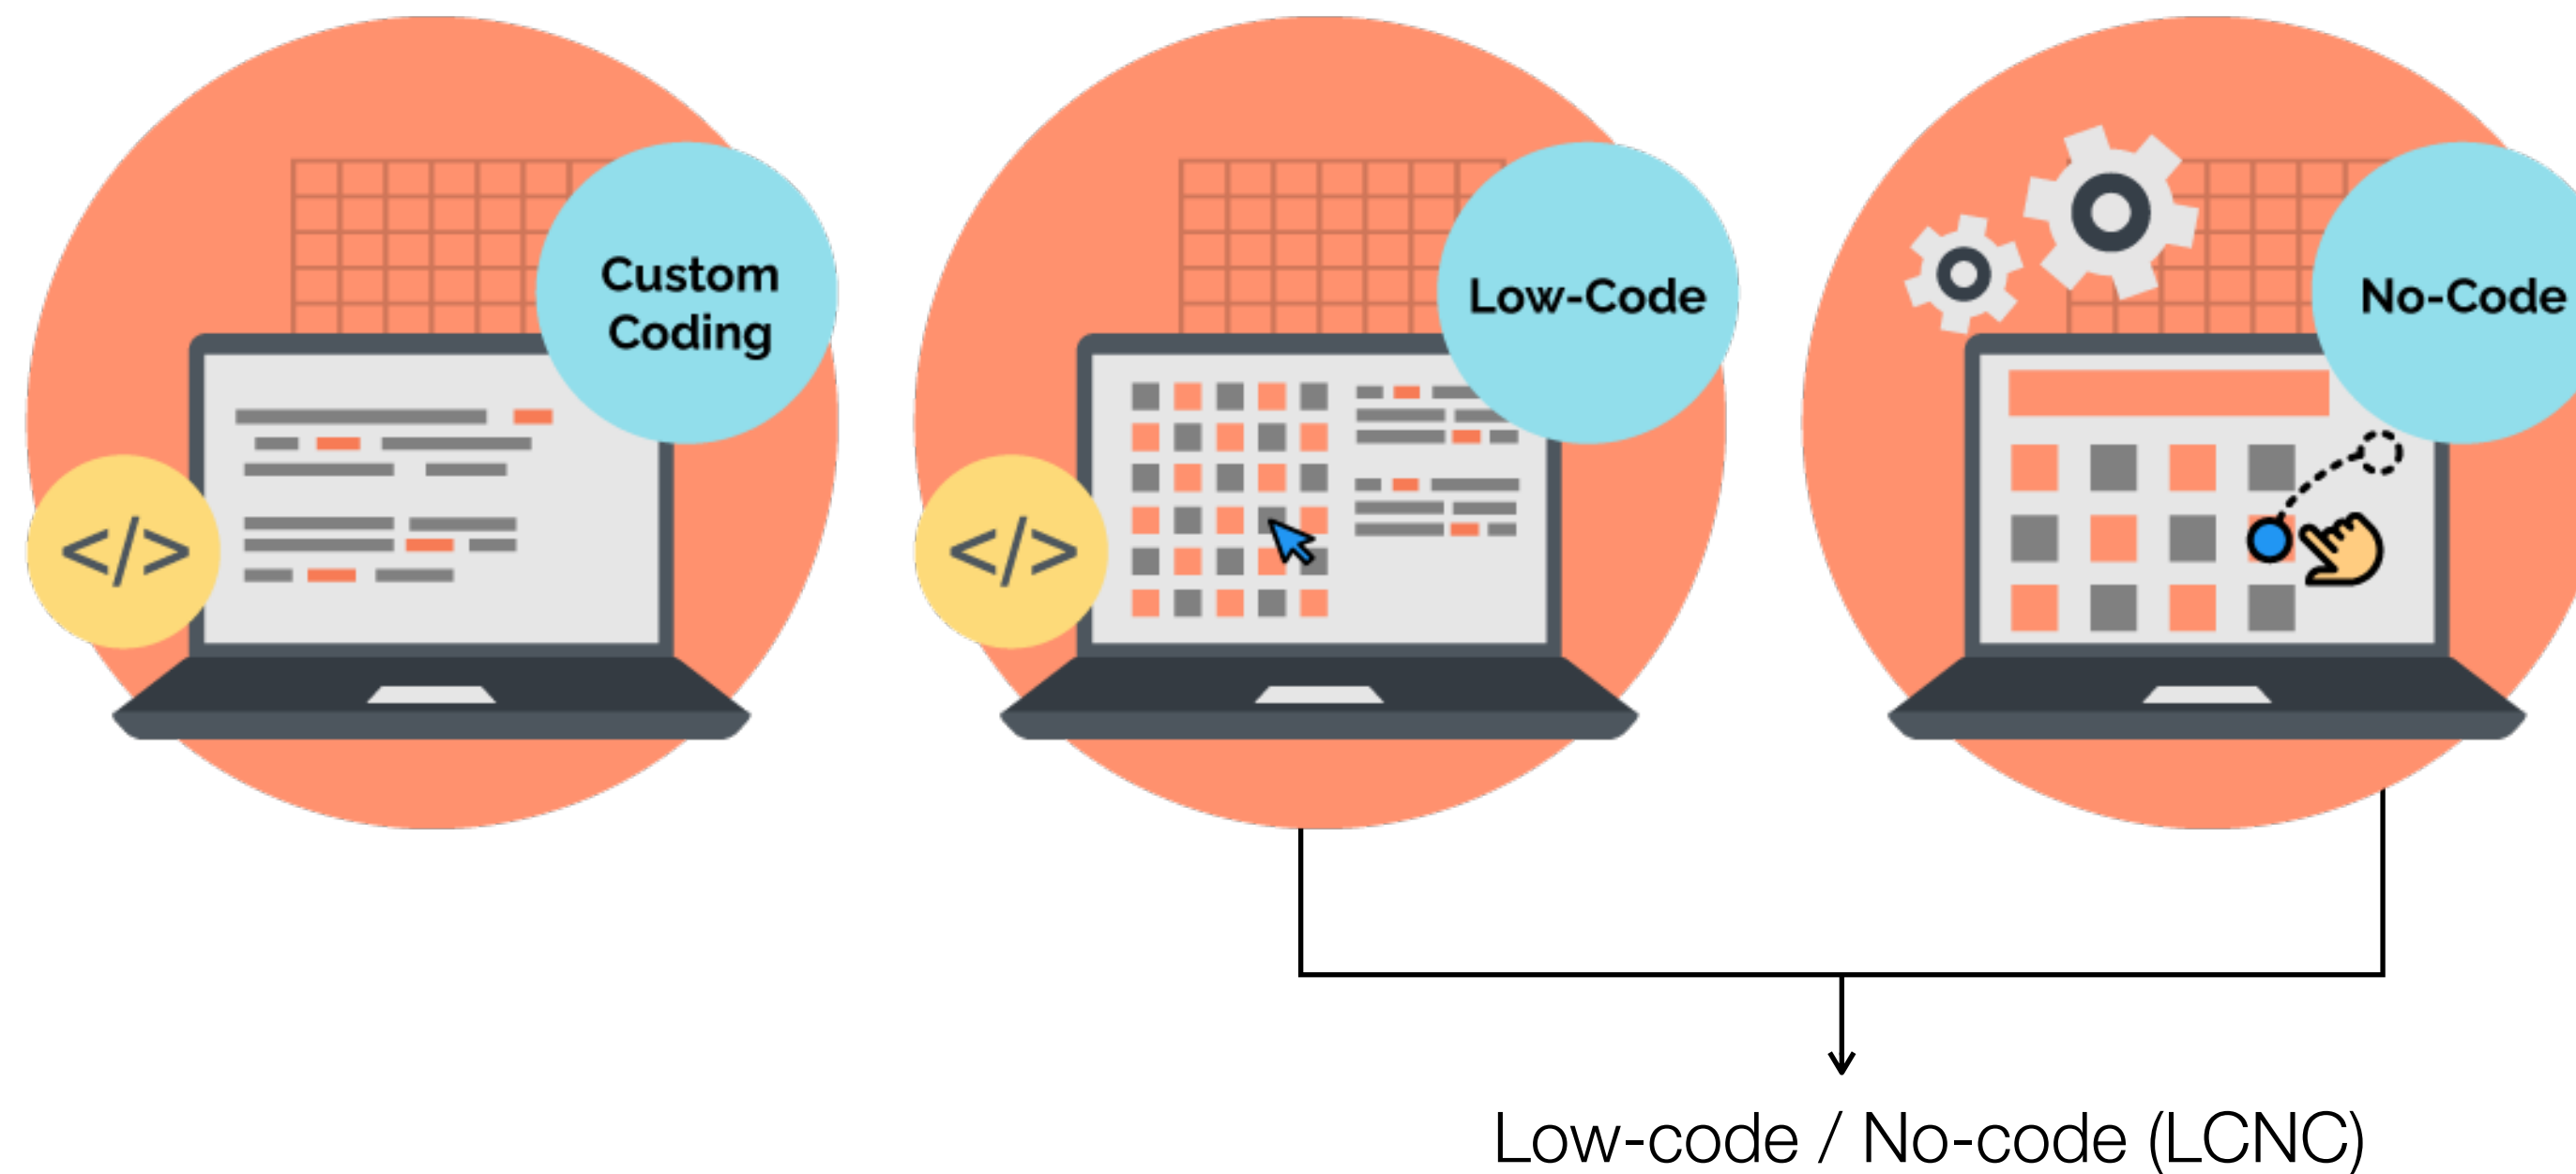 Custom
Coding
Low-Code
No-Code
</>
</>
Low-code / No-code (LCNC)